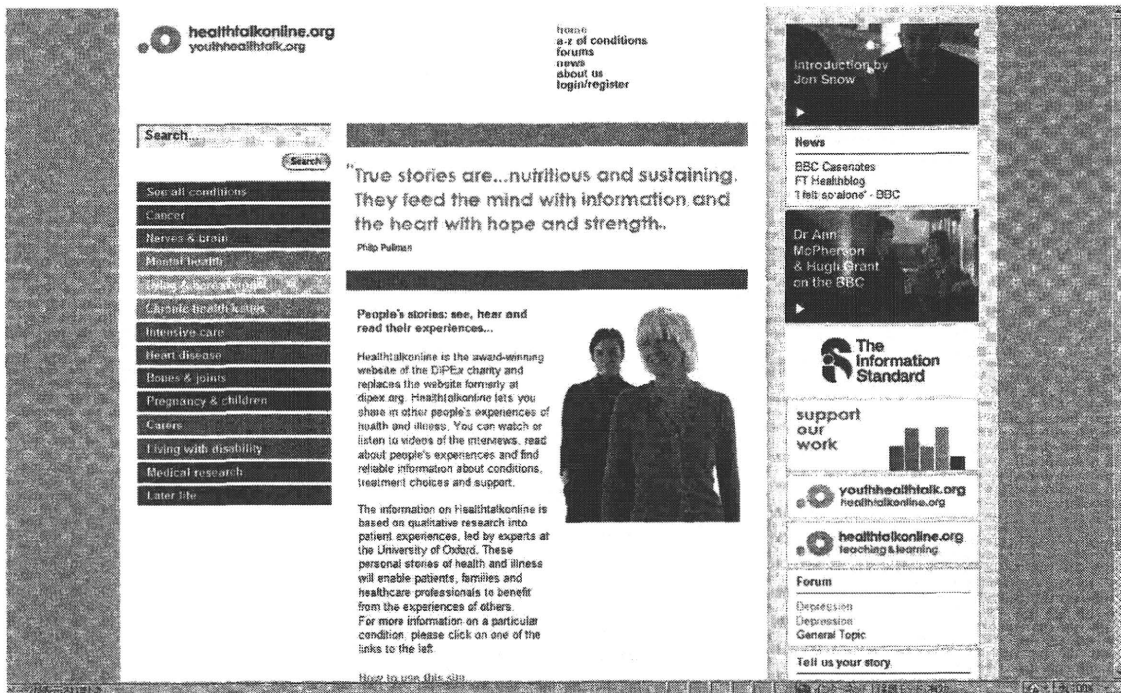 healthtalkonline.org
youthhealthtalk.org
home
a-z of conditions
forums
news
about us
login/register
Search...
Search
See all conditions
Cancer
Nerves & brain
Mental health
Dying & bereavement
Chronic health issues
Intensive care
Heart disease
Bones & joints
Pregnancy & children
Carers
Living with disability
Medical research
Later life
"True stories are...nutritious and sustaining.
They feed the mind with information and
the heart with hope and strength..
Philip Pullman
People's stories: see, hear and
read their experiences...
Healthtalkonline is the award-winning
website of the DIPEx charity and
replaces the website formerly at
dipex.org. Healthtalkonline lets you
share in other people's experiences of
health and illness. You can watch or
listen to videos of the interviews, read
about people's experiences and find
reliable information about conditions,
treatment choices and support.
The information on Healthtalkonline is
based on qualitative research into
patient experiences, led by experts at
the University of Oxford. These
personal stories of health and illness
will enable patients, families and
healthcare professionals to benefit
from the experiences of others.
For more information on a particular
condition, please click on one of the
links to the left.
How to use this site
Introduction by
Jon Snow
News
BBC Casenotes
FT Healthblog
'I felt so alone' - BBC
Dr Ann
McPherson
& Hugh Grant
on the BBC
The
Information
Standard
support
our
work
youthhealthtalk.org
healthtalkonline.org
healthtalkonline.org
teaching & learning
Forum
Depression
Depression
General Topic
Tell us your story